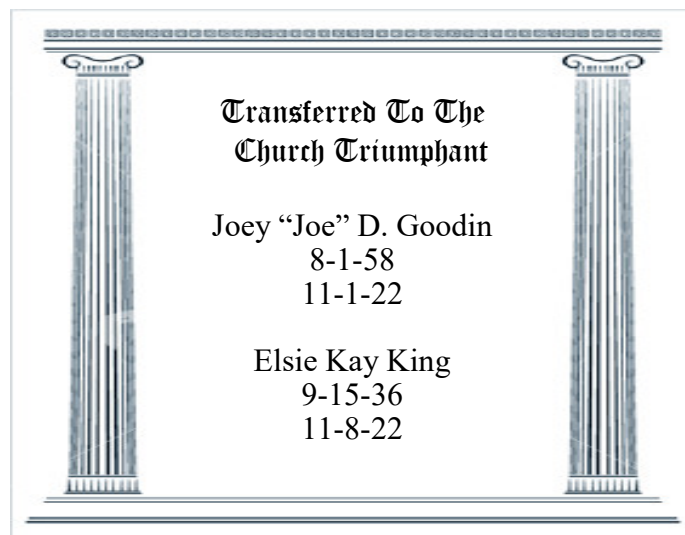 Transferred To The
Church Triumphant
Joey “Joe” D. Goodin
8-1-58
11-1-22
Elsie Kay King
9-15-36
11-8-22